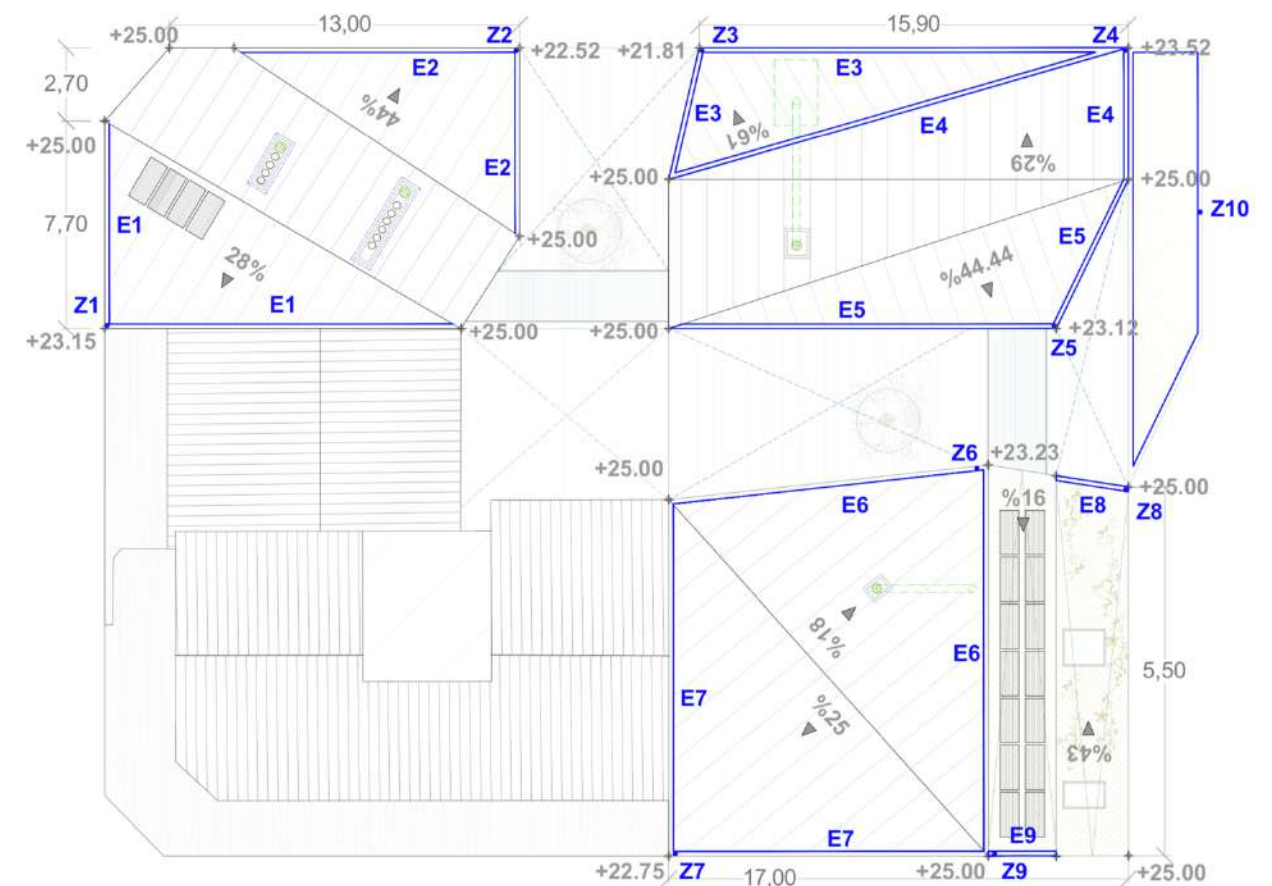 13,00
15,90
+25.00
Z2
+22.52
+21.81
Z3
Z4
+23.52
2,70
E2
E3
44%
E3
%61
E4
E4
+25.00
%29
E2
+25.00
+25.00
Z10
7,70
E1
+25.00
E5
28%
%44.44
Z1
E1
E5
+23.15
+25.00
+25.00
+23.12
Z5
Z6
+23.23
+25.00
E6
%16
E8
+25.00
Z8
%18
E6
5,50
E7
%25
%43
E7
E9
+22.75
Z7
17,00
+25.00
Z9
+25.00